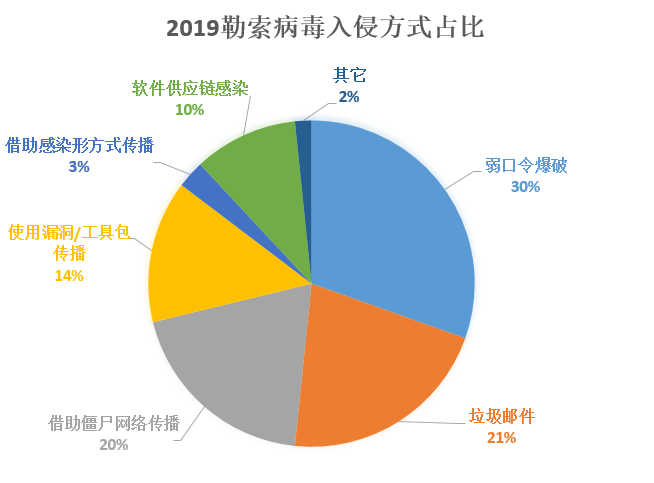 2019勒索病毒入侵方式占比
其它
2%
软件供应链感染
10%
借助感染形方式传播
3%
弱口令爆破
30%
使用漏洞/工具包
传播
14%
借助僵尸网络传播
20%
垃圾邮件
21%